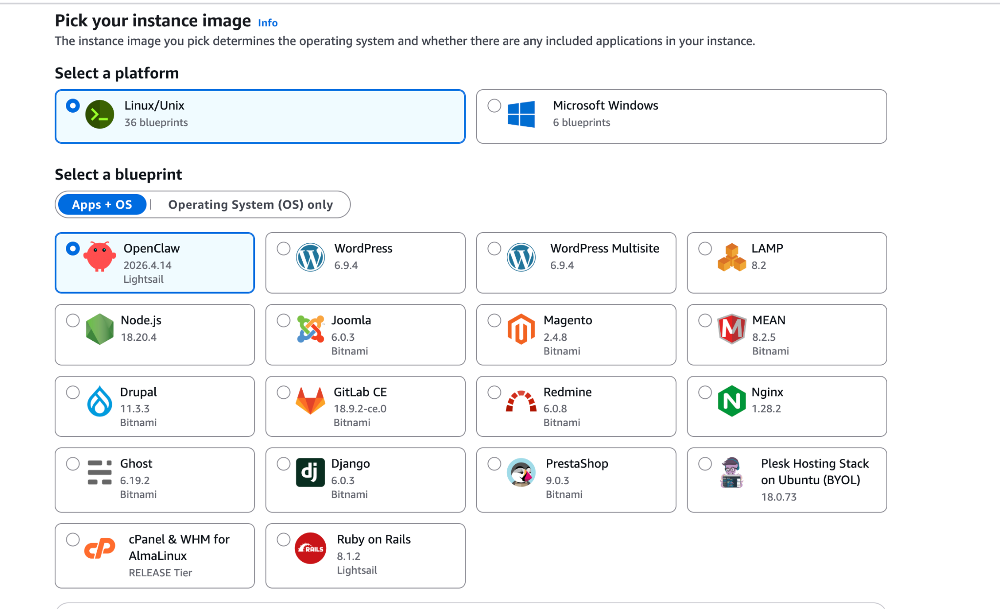 Pick your instance image Info
The instance image you pick determines the operating system and whether there are any included applications in your instance.
Select a platform
Linux/Unix
36 blueprints
Microsoft Windows
6 blueprints
Select a blueprint
Apps + OS | Operating System (OS) only
OpenClaw
2026.4.14
Lightsail
WordPress
6.9.4
WordPress Multisite
6.9.4
LAMP
8.2
Node.js
18.20.4
Joomla
6.0.3
Bitnami
Magento
2.4.8
Bitnami
MEAN
8.2.5
Bitnami
Drupal
11.3.3
Bitnami
GitLab CE
18.9.2-ce.0
Bitnami
Redmine
6.0.8
Bitnami
Nginx
1.28.2
Ghost
6.19.2
Bitnami
dj
Django
6.0.3
Bitnami
PrestaShop
9.0.3
Bitnami
Plesk Hosting Stack
on Ubuntu (BYOL)
18.0.73
cP
cPanel & WHM for
AlmaLinux
RELEASE Tier
RAILS
Ruby on Rails
8.1.2
Lightsail